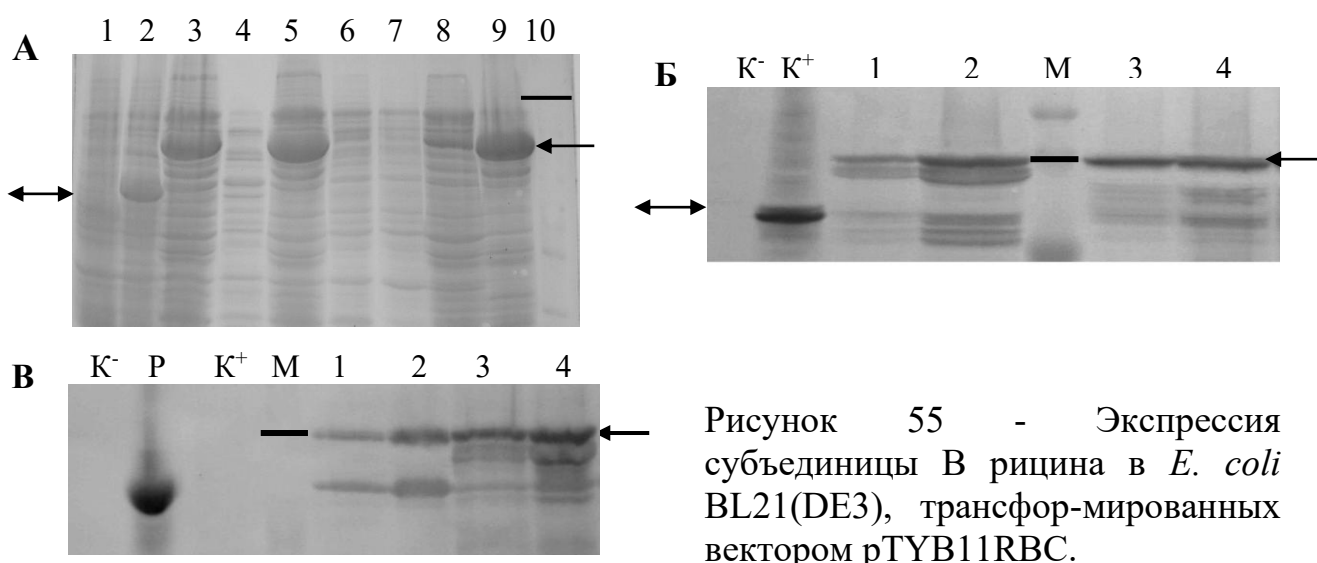 А 1 2 3 4 5 6 7 8 9 10
Б К⁻ К⁺ 1 2 М 3 4
В К⁻ Р К⁺ М 1 2 3 4
Рисунок 55 - Экспрессия
субъединицы В рицина в E. coli
BL21(DE3), трансфор-мированных
вектором pTYB11RBC.